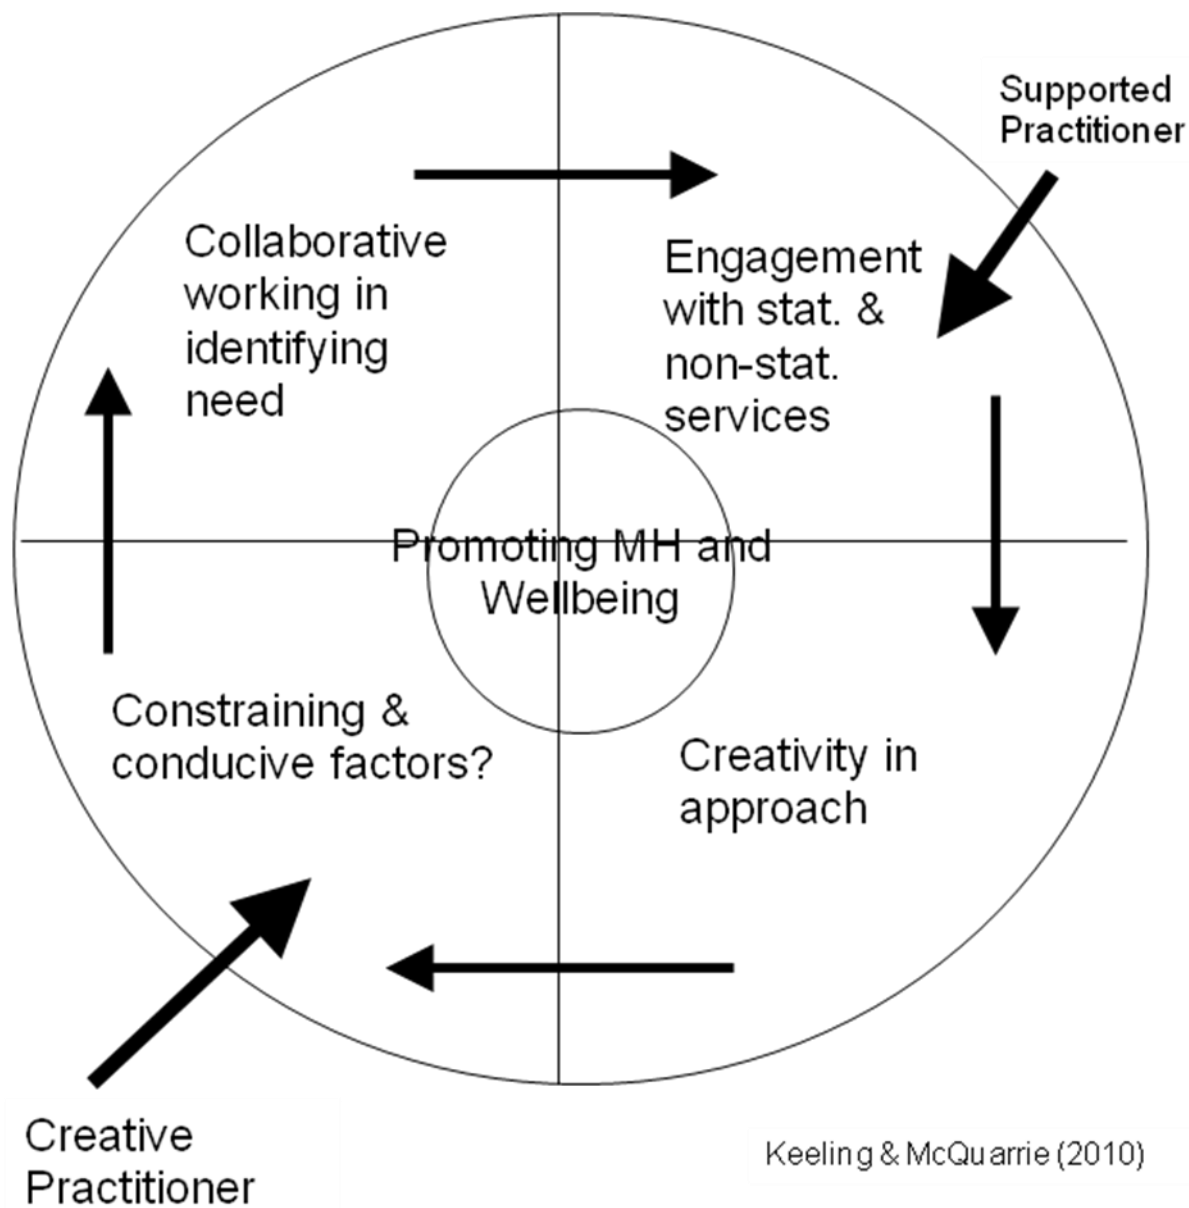 Supported
Practitioner
Collaborative
working in
identifying
need
Engagement
with stat. &
non-stat.
services
Promoting MH and
Wellbeing
Constraining &
conducive factors?
Creativity in
approach
Creative
Practitioner
Keeling & McQuarrie (2010)